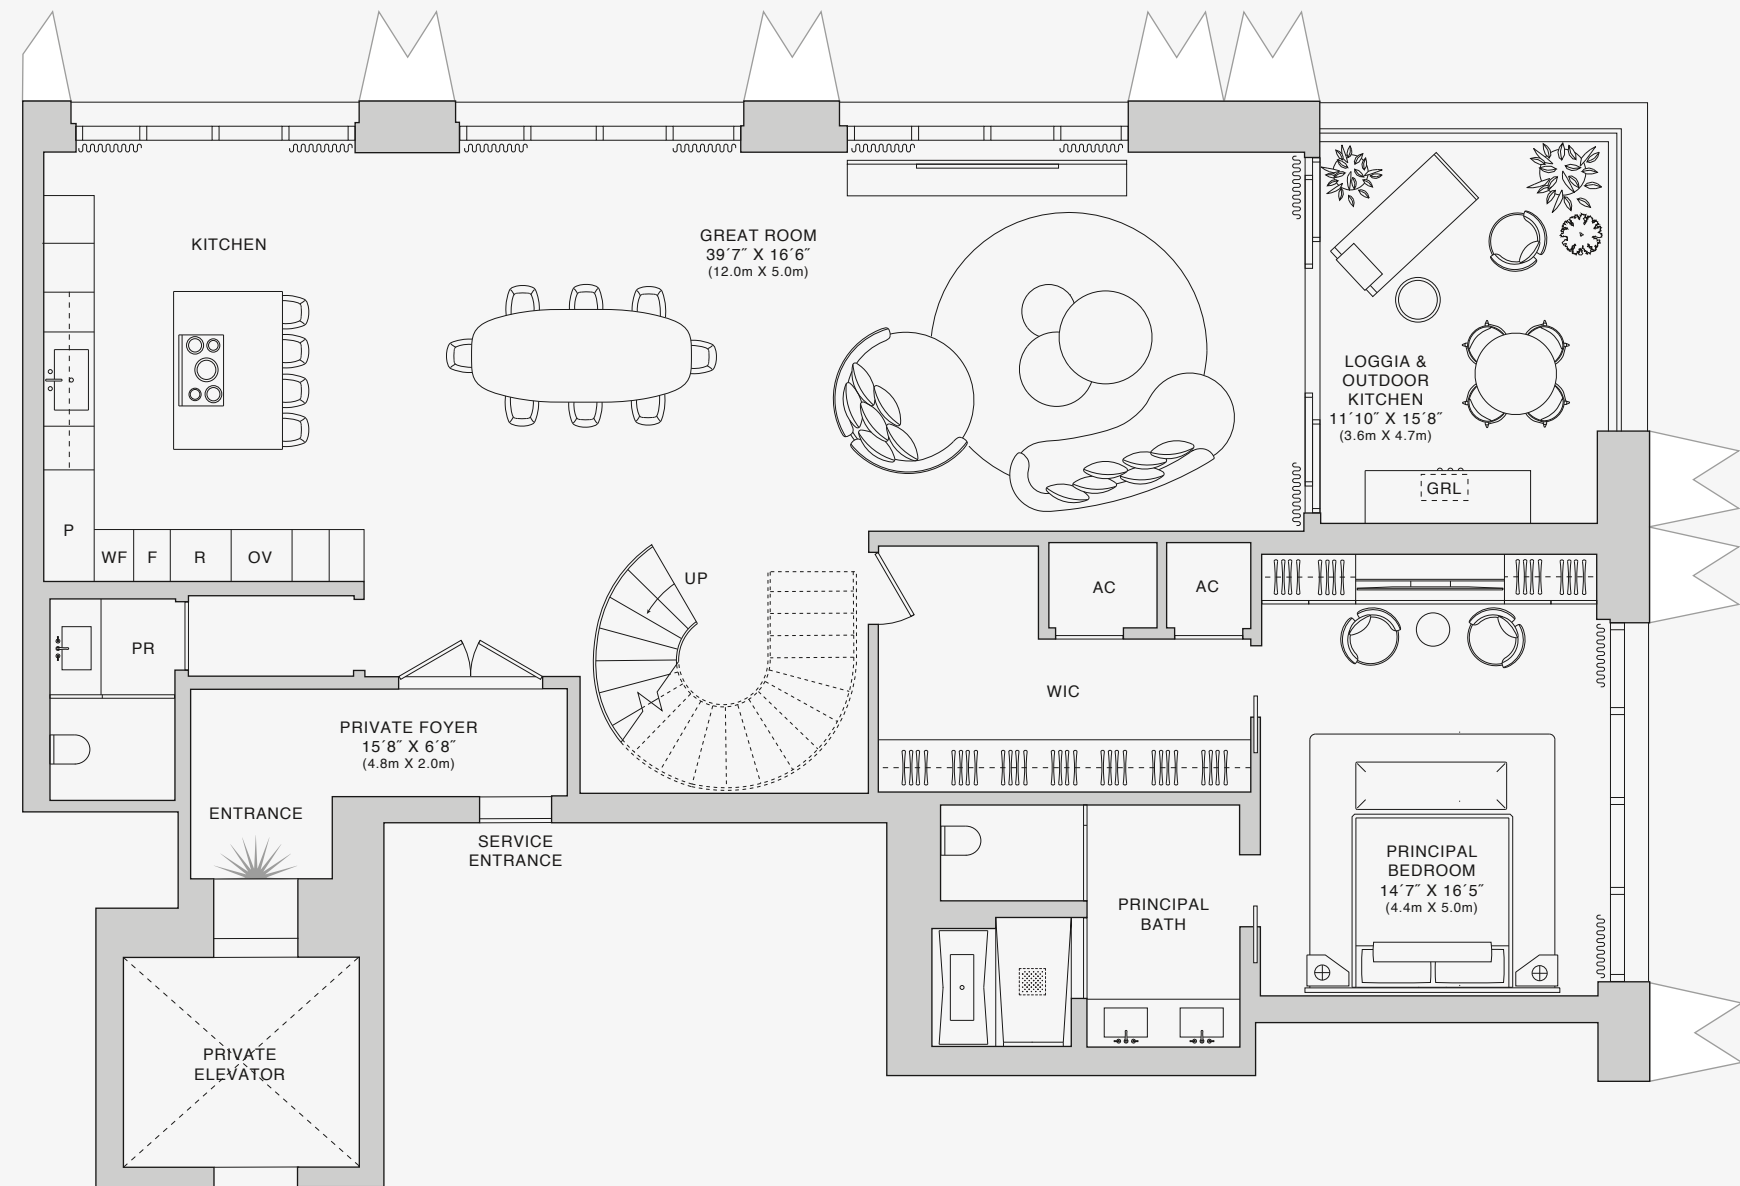 KITCHEN
GREAT ROOM
39´7˝ X 16´6˝
(12.0m X 5.0m)
LOGGIA &
OUTDOOR
KITCHEN
11´10˝ X 15´8˝
(3.6m X 4.7m)
GRL
P
WF
F
R
OV
UP
AC
AC
PR
WIC
PRIVATE FOYER
15´8˝ X 6´8˝
(4.8m X 2.0m)
ENTRANCE
SERVICE
ENTRANCE
PRINCIPAL
BEDROOM
14´7˝ X 16´5˝
(4.4m X 5.0m)
PRINCIPAL
BATH
PRIVATE
ELEVATOR